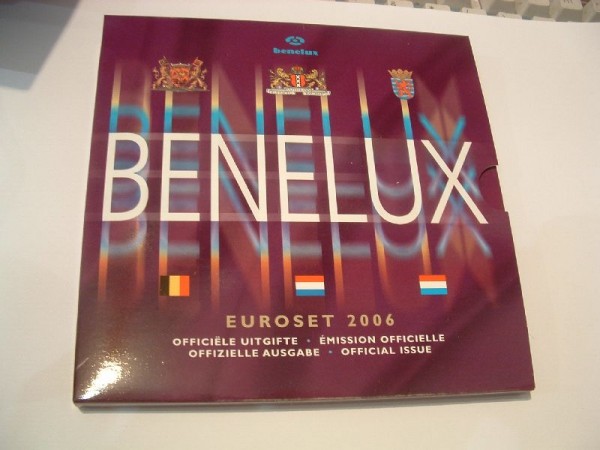 benelux
BENELUX
EUROSET 2006
OFFICIËLE UITGIFTE • ÉMISSION OFFICIELLE
OFFIZIELLE AUSGABE • OFFICIAL ISSUE